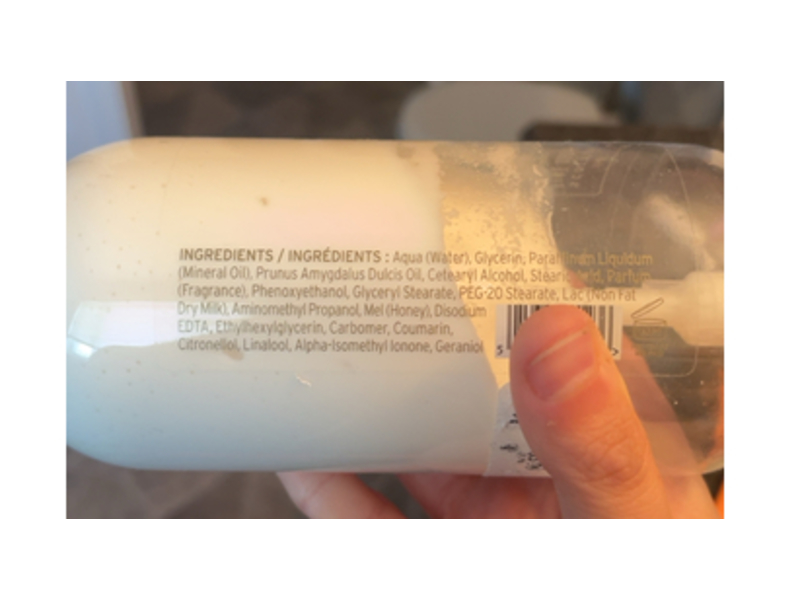 INGREDIENTS / INGRÉDIENTS : Aqua (Water), Glycerin, Paraffinum Liquidum
(Mineral Oil), Prunus Amygdalus Dulcis Oil, Cetearyl Alcohol, Stearic Acid, Parfum
(Fragrance), Phenoxyethanol, Glyceryl Stearate, PEG-20 Stearate, Lac (Non Fat
Dry Milk), Aminomethyl Propanol, Mel (Honey), Disodium
EDTA, Ethylhexylglycerin, Carbomer, Coumarin,
Citronellol, Linalool, Alpha-Isomethyl Ionone, Geraniol
5